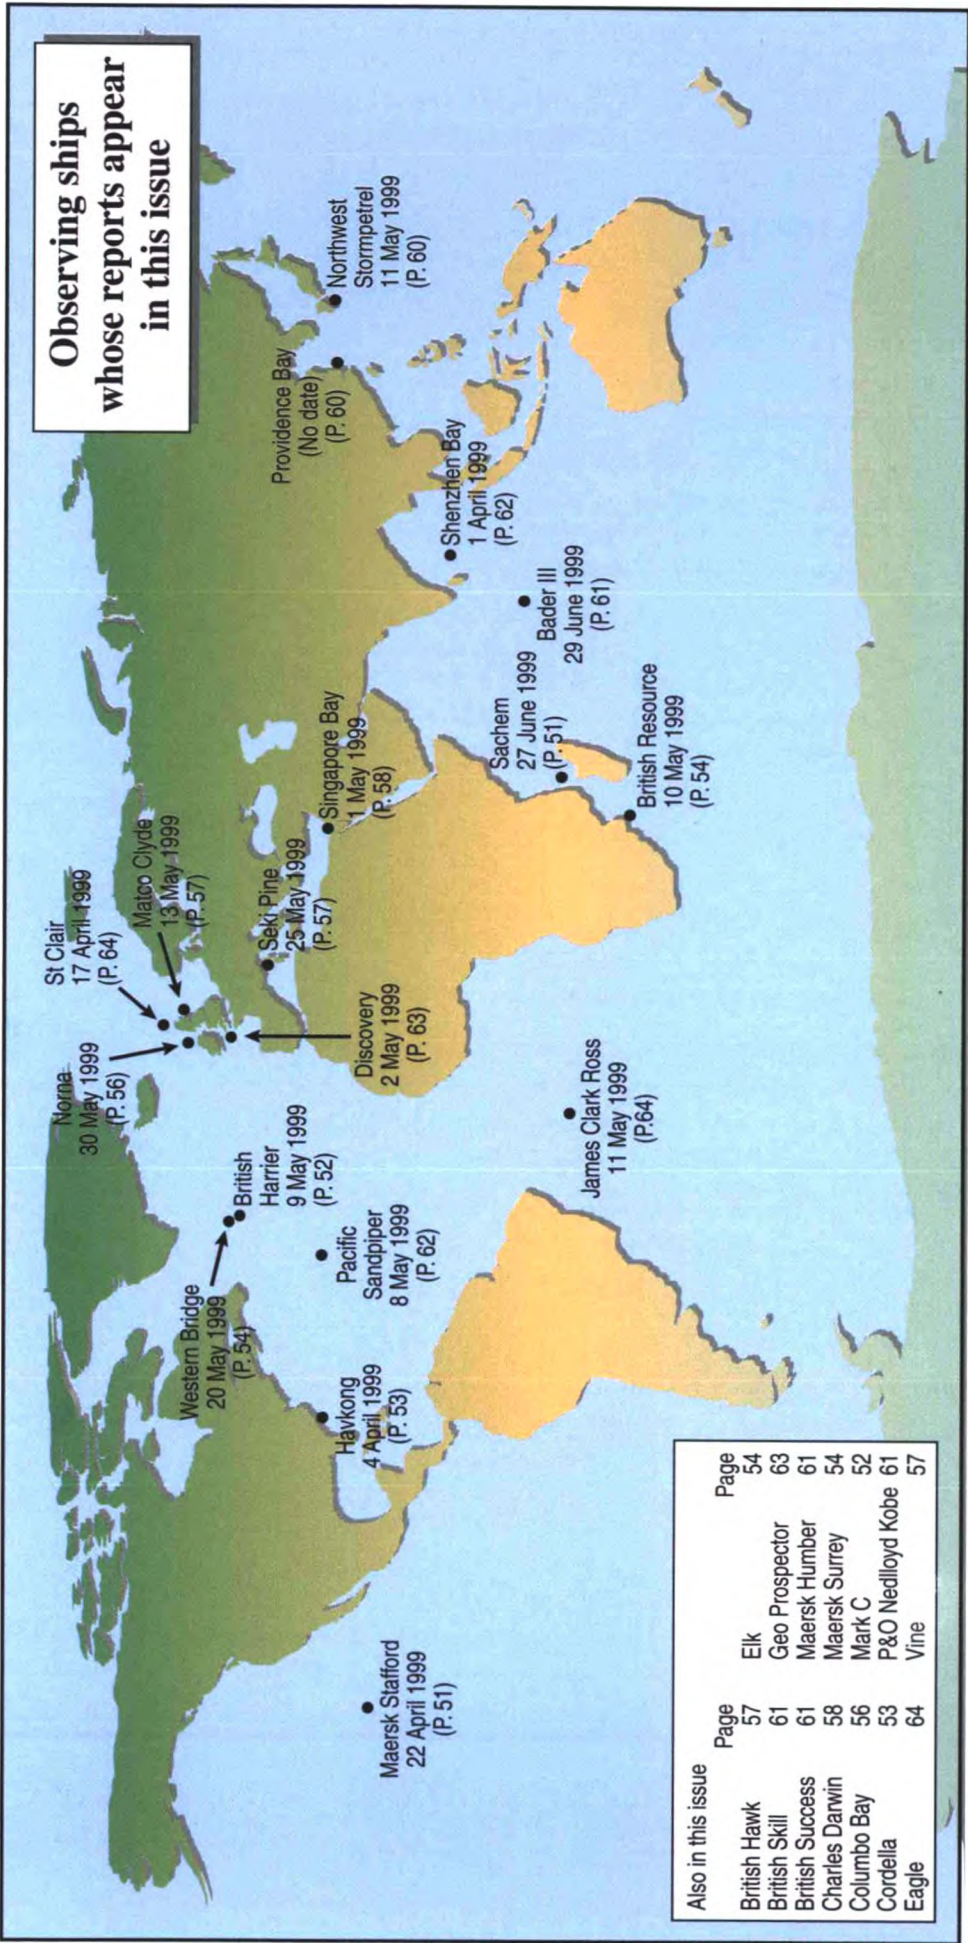 Observing ships
whose reports appear
in this issue
St Clair
17 April 1999
(P. 64)
Matco Clyde
13 May 1999
(P. 57)
Norna
30 May 1999
(P. 56)
Western Bridge
20 May 1999
(P. 54)
British
Harrier
9 May 1999
(P. 52)
Discovery
2 May 1999
(P. 63)
Seki Pine
25 May 1999
(P. 57)
Singapore Bay
1 May 1999
(P. 58)
Providence Bay
(No date)
(P. 60)
Northwest
Stormpetrel
11 May 1999
(P. 60)
Havkong
4 April 1999
(P. 53)
Pacific
Sandpiper
8 May 1999
(P. 62)
Maersk Stafford
22 April 1999
(P. 51)
Shenzhen Bay
1 April 1999
(P. 62)
Bader III
29 June 1999
(P. 61)
Sachem
27 June 1999
(P. 51)
British Resource
10 May 1999
(P. 54)
James Clark Ross
11 May 1999
(P.64)
Also in this issue
Page Page
British Hawk 57 Elk 54
British Skill 61 Geo Prospector 63
British Success 61 Maersk Humber 61
Charles Darwin 58 Maersk Surrey 54
Columbo Bay 56 Mark C 52
Cordella 53 P&O Nedlloyd Kobe 61
Eagle 64 Vine 57